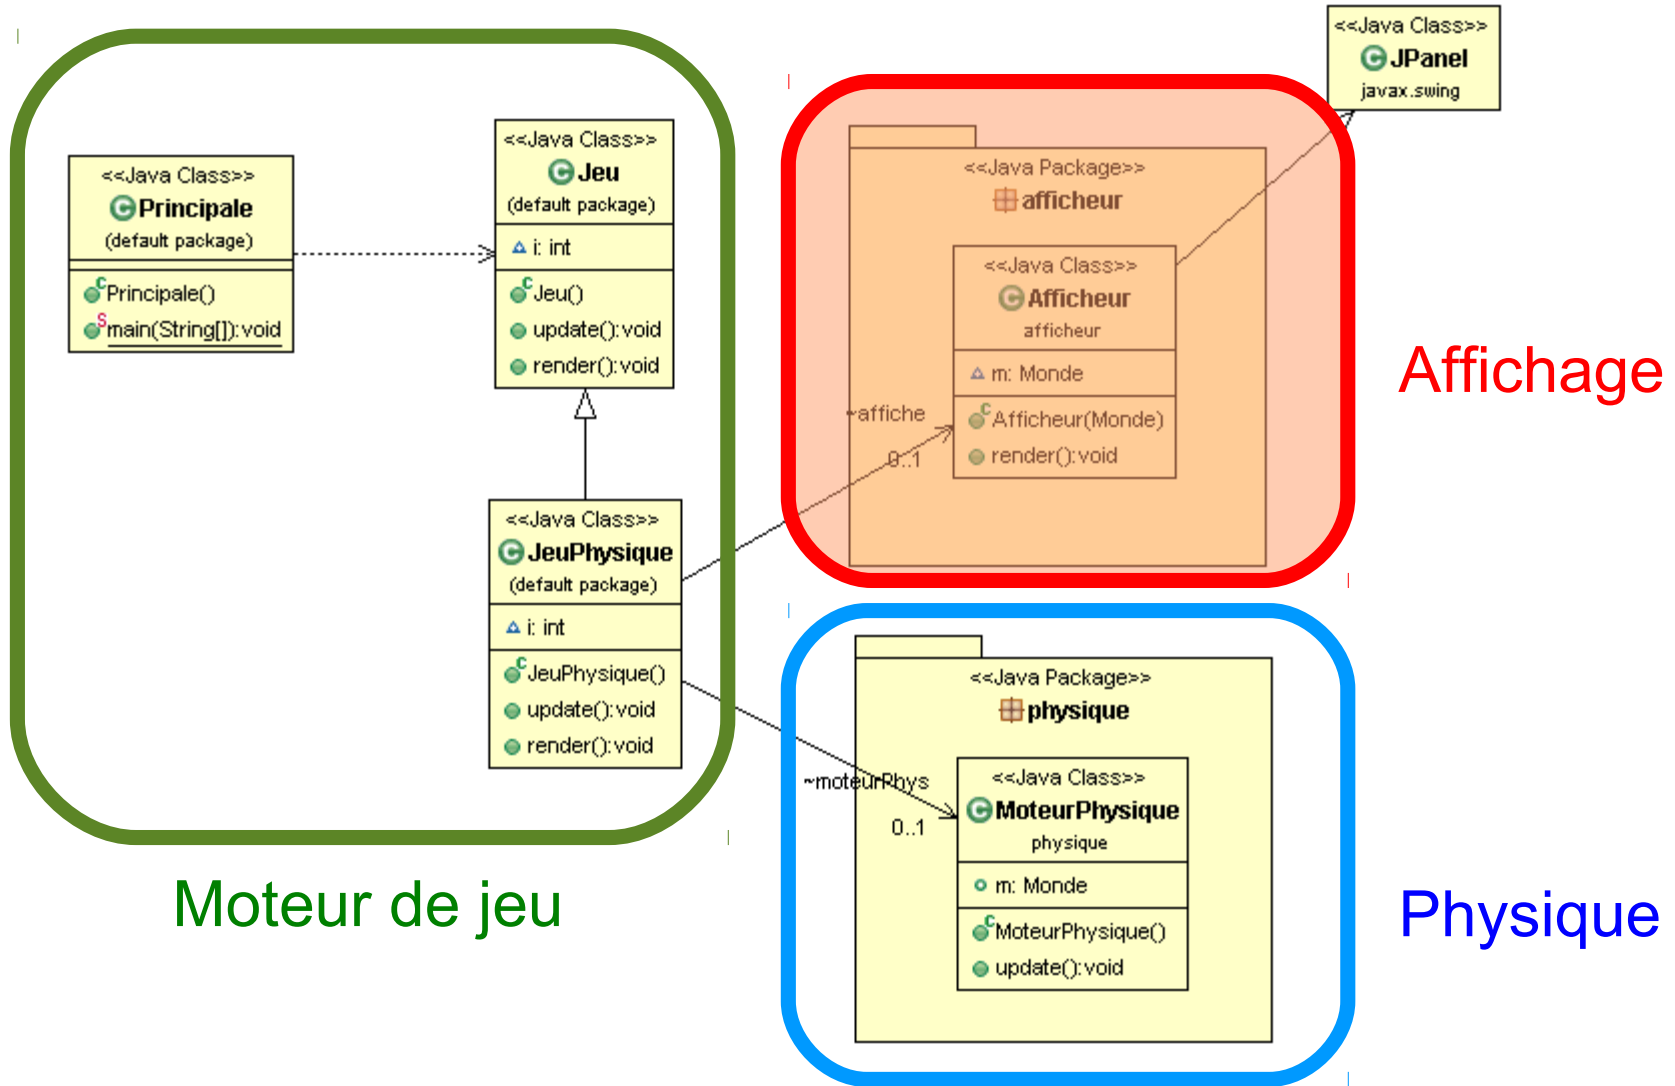 <<Java Class>>
Principale
(default package)
Principale()
main(String[]):void
<<Java Class>>
Jeu
(default package)
i: int
Jeu()
update():void
render():void
<<Java Class>>
JeuPhysique
(default package)
i: int
JeuPhysique()
update():void
render():void
Moteur de jeu
<<Java Class>>
JPanel
javax.swing
<<Java Package>>
afficheur
<<Java Class>>
Afficheur
afficheur
m: Monde
Afficheur(Monde)
render():void
~affiche
0..1
Affichage
<<Java Package>>
physique
<<Java Class>>
MoteurPhysique
physique
m: Monde
MoteurPhysique()
update():void
~moteurPhys
0..1
Physique